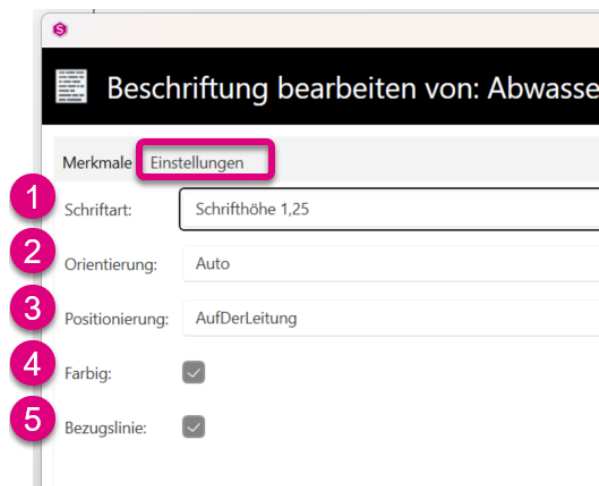 S
Beschriftung bearbeiten von: Abwasse
Merkmale Einstellungen
1 Schriftart: Schrifthöhe 1,25
2 Orientierung: Auto
3 Positionierung: AufDerLeitung
4 Farbig:
5 Bezugslinie: